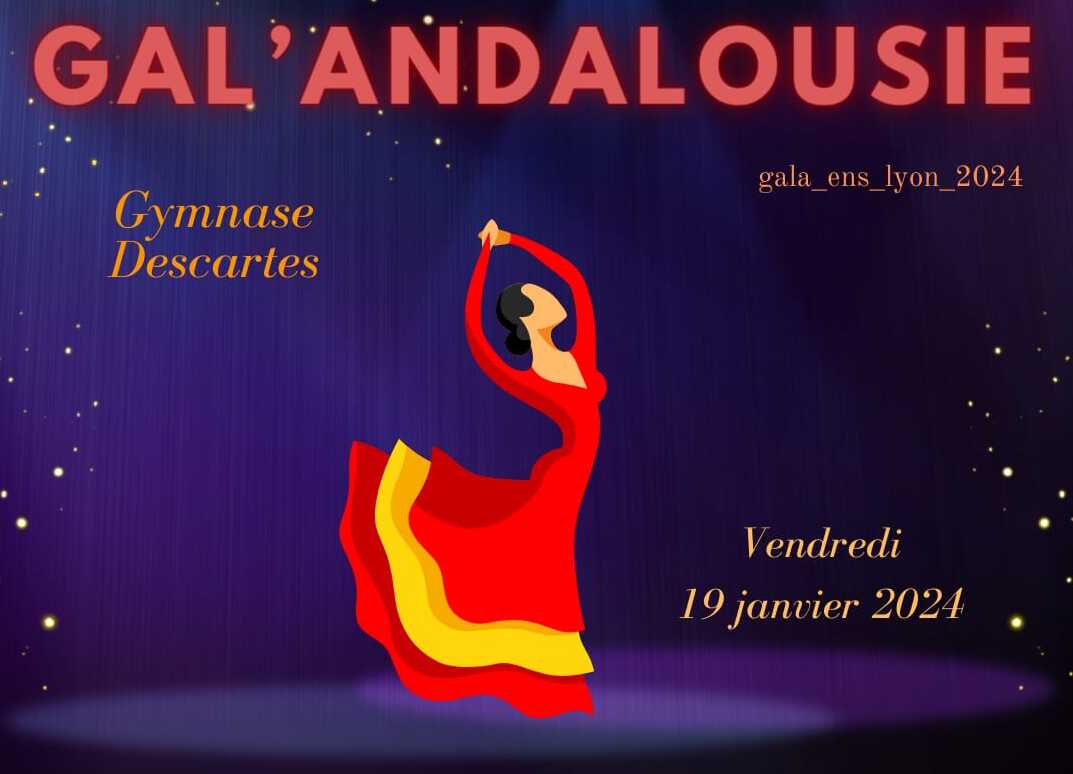 GAL'ANDALOUSIE
gala_ens_lyon_2024
Gymnase
Descartes
Vendredi
19 janvier 2024